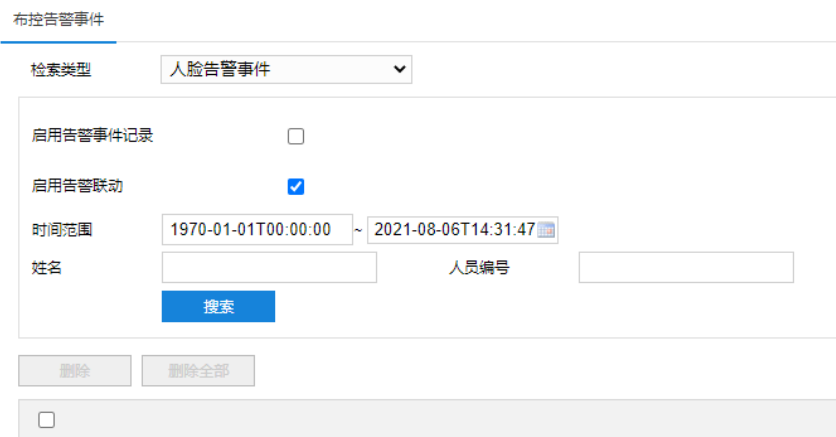 布控告警事件
检索类型 人脸告警事件
启用告警事件记录
启用告警联动
时间范围 1970-01-01T00:00:00 ~ 2021-08-06T14:31:47
姓名 人员编号
搜索
删除 删除全部